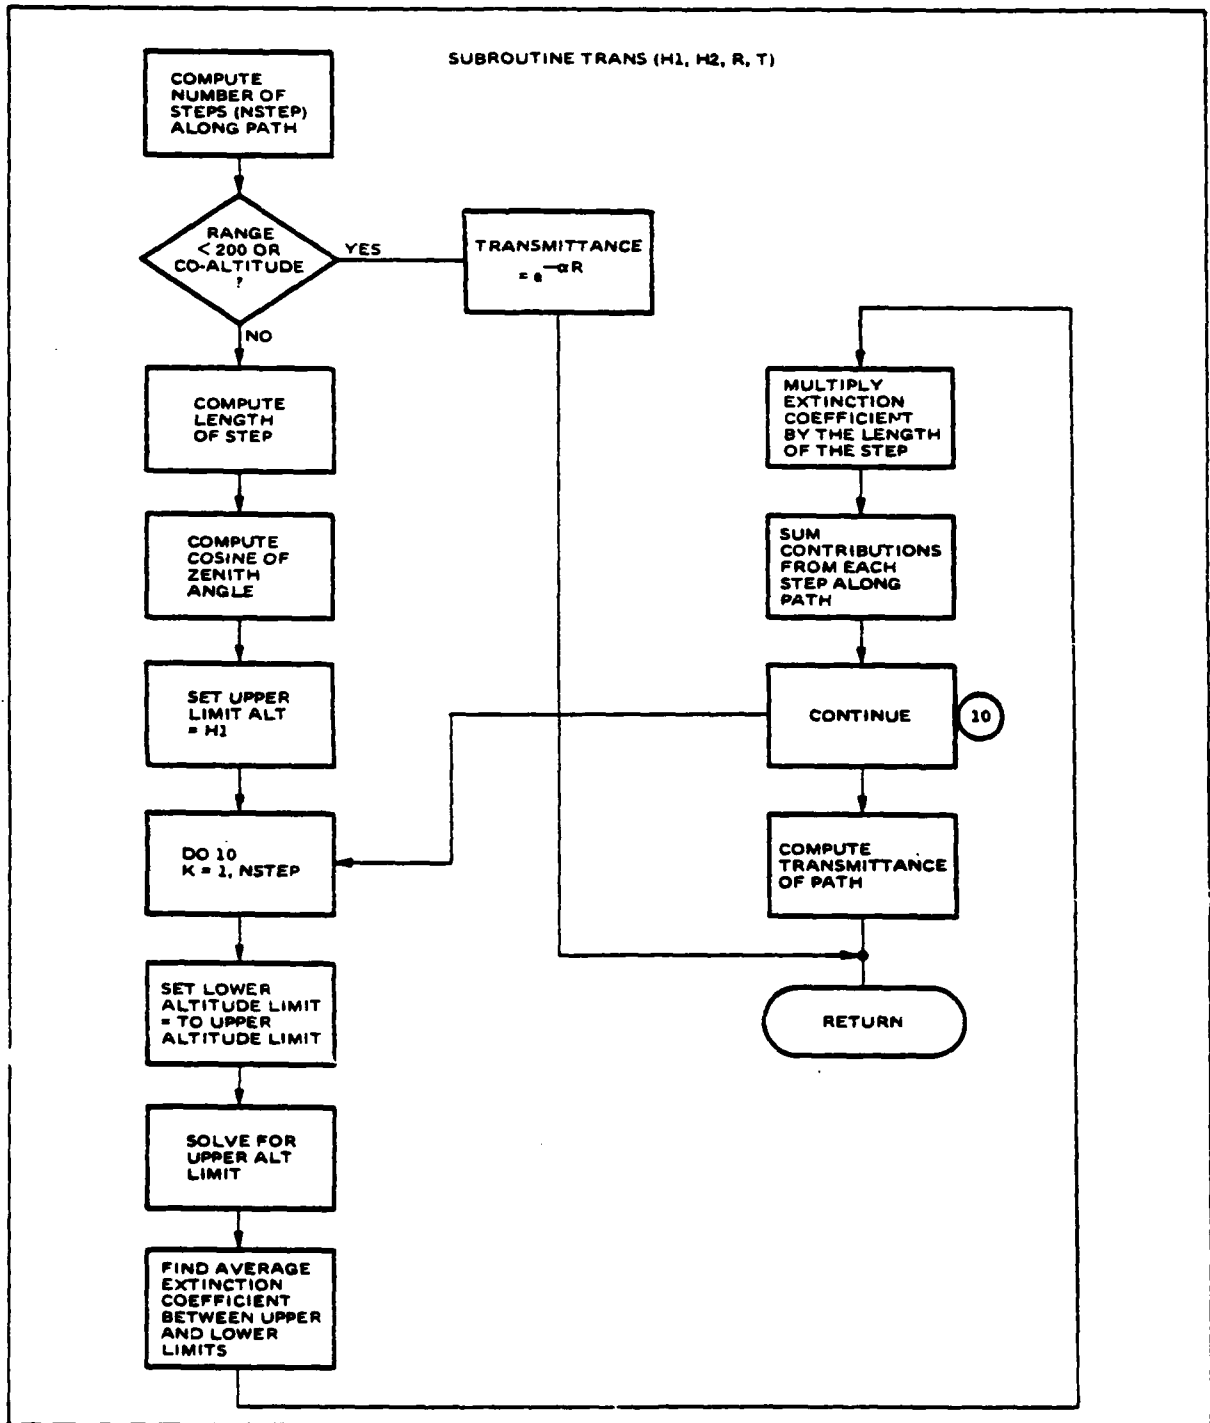 SUBROUTINE TRANS (H1, H2, R, T)
COMPUTE
NUMBER OF
STEPS (NSTEP)
ALONG PATH
RANGE
< 200 OR
CO-ALTITUDE
?
YES
TRANSMITTANCE
= e^-αR
NO
COMPUTE
LENGTH
OF STEP
COMPUTE
COSINE OF
ZENITH
ANGLE
SET UPPER
LIMIT ALT
= H1
DO 10
K = 1, NSTEP
SET LOWER
ALTITUDE LIMIT
= TO UPPER
ALTITUDE LIMIT
SOLVE FOR
UPPER ALT
LIMIT
FIND AVERAGE
EXTINCTION
COEFFICIENT
BETWEEN UPPER
AND LOWER
LIMITS
MULTIPLY
EXTINCTION
COEFFICIENT
BY THE LENGTH
OF THE STEP
SUM
CONTRIBUTIONS
FROM EACH
STEP ALONG
PATH
CONTINUE
10
COMPUTE
TRANSMITTANCE
OF PATH
RETURN